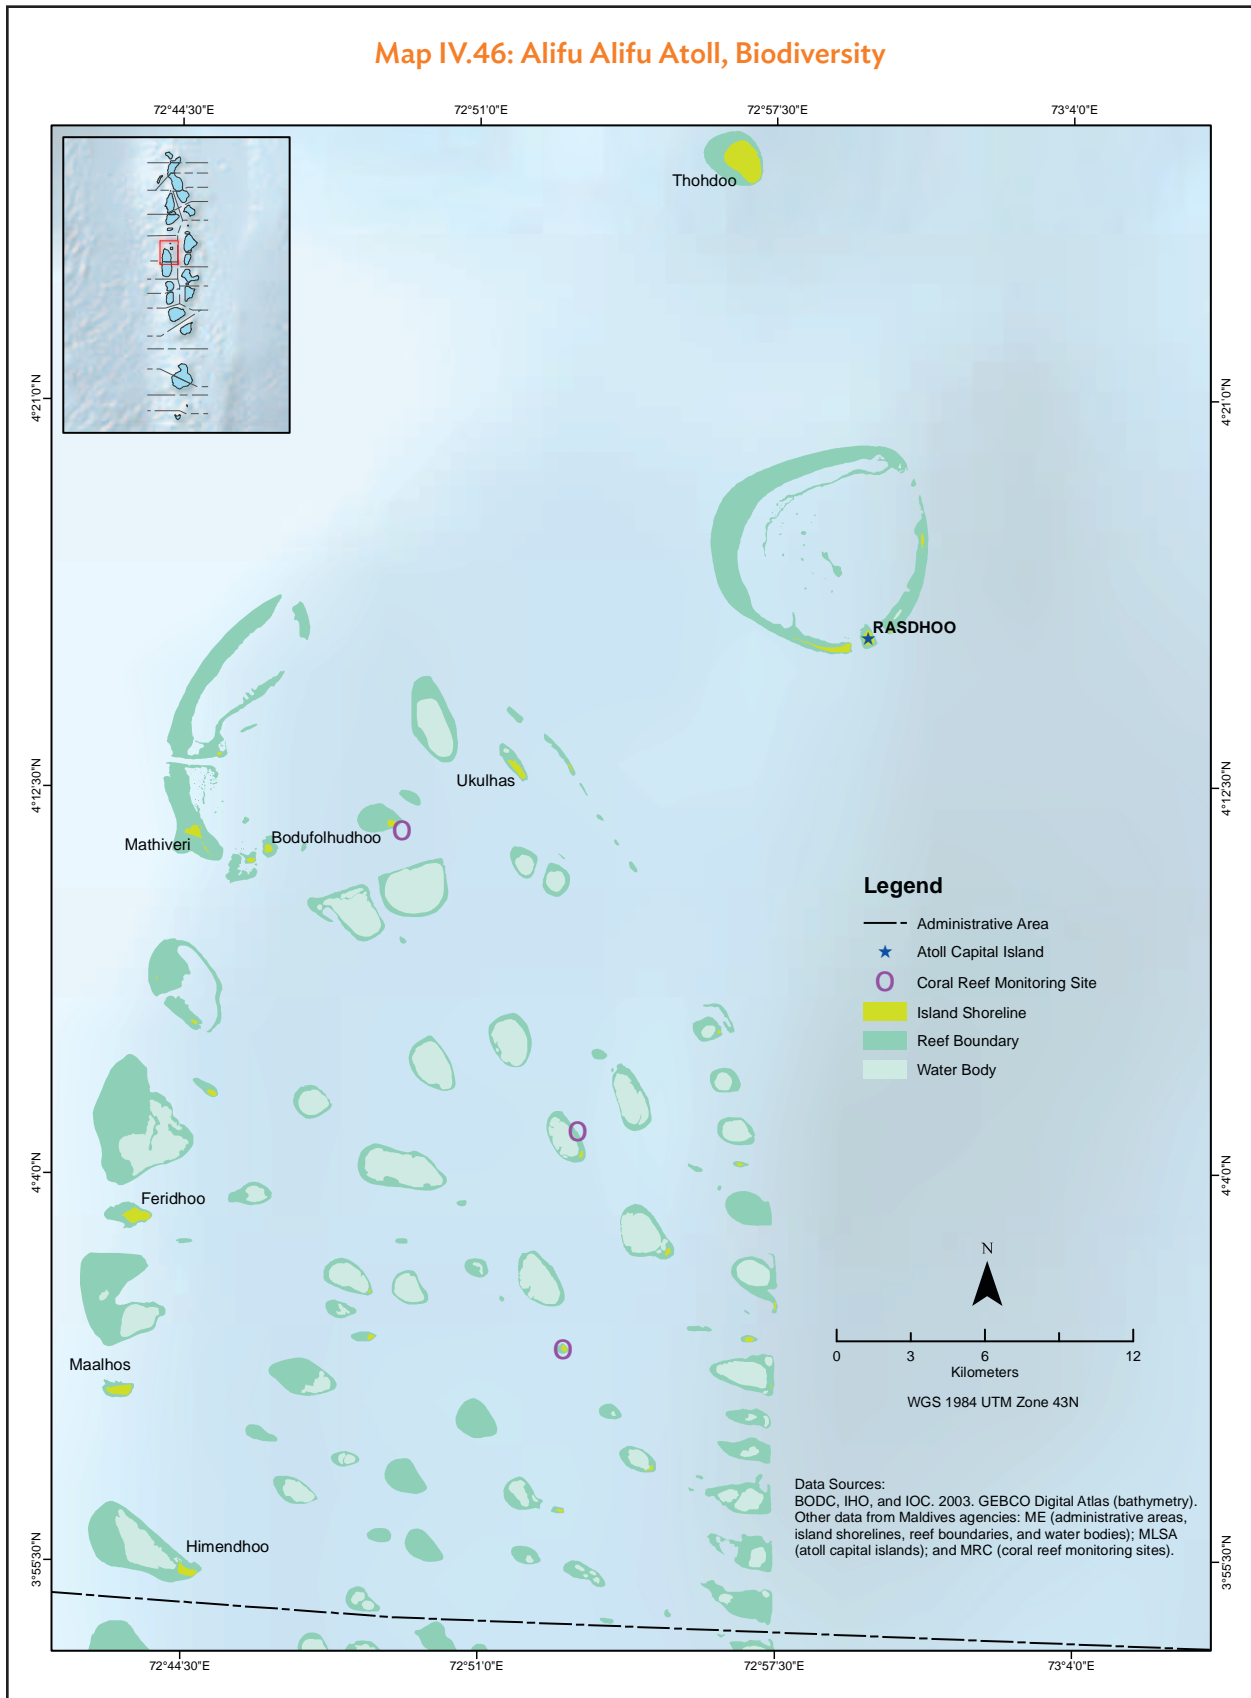 Map IV.46: Alifu Alifu Atoll, Biodiversity
72°44'30"E
72°51'0"E
72°57'30"E
73°4'0"E
Thohdoo
4°21'0"N
4°21'0"N
RASDHOO
Ukulhas
4°12'30"N
4°12'30"N
Mathiveri
Bodufolhudhoo
Legend
Administrative Area
Atoll Capital Island
Coral Reef Monitoring Site
Island Shoreline
Reef Boundary
Water Body
4°4'0"N
4°4'0"N
Feridhoo
N
0 3 6 12
Kilometers
WGS 1984 UTM Zone 43N
Maalhos
Data Sources:
BODC, IHO, and IOC. 2003. GEBCO Digital Atlas (bathymetry).
Other data from Maldives agencies: ME (administrative areas,
island shorelines, reef boundaries, and water bodies); MLSA
(atoll capital islands); and MRC (coral reef monitoring sites).
Himendhoo
3°55'30"N
3°55'30"N
72°44'30"E
72°51'0"E
72°57'30"E
73°4'0"E